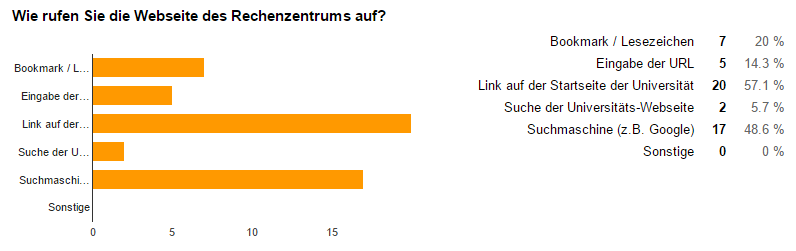 Wie rufen Sie die Webseite des Rechenzentrums auf?
Bookmark / L...
Eingabe der...
Link auf der...
Suche der U...
Suchmaschi...
Sonstige
0 5 10 15
Bookmark / Lesezeichen 7 20 %
Eingabe der URL 5 14.3 %
Link auf der Startseite der Universität 20 57.1 %
Suche der Universitäts-Webseite 2 5.7 %
Suchmaschine (z.B. Google) 17 48.6 %
Sonstige 0 0 %